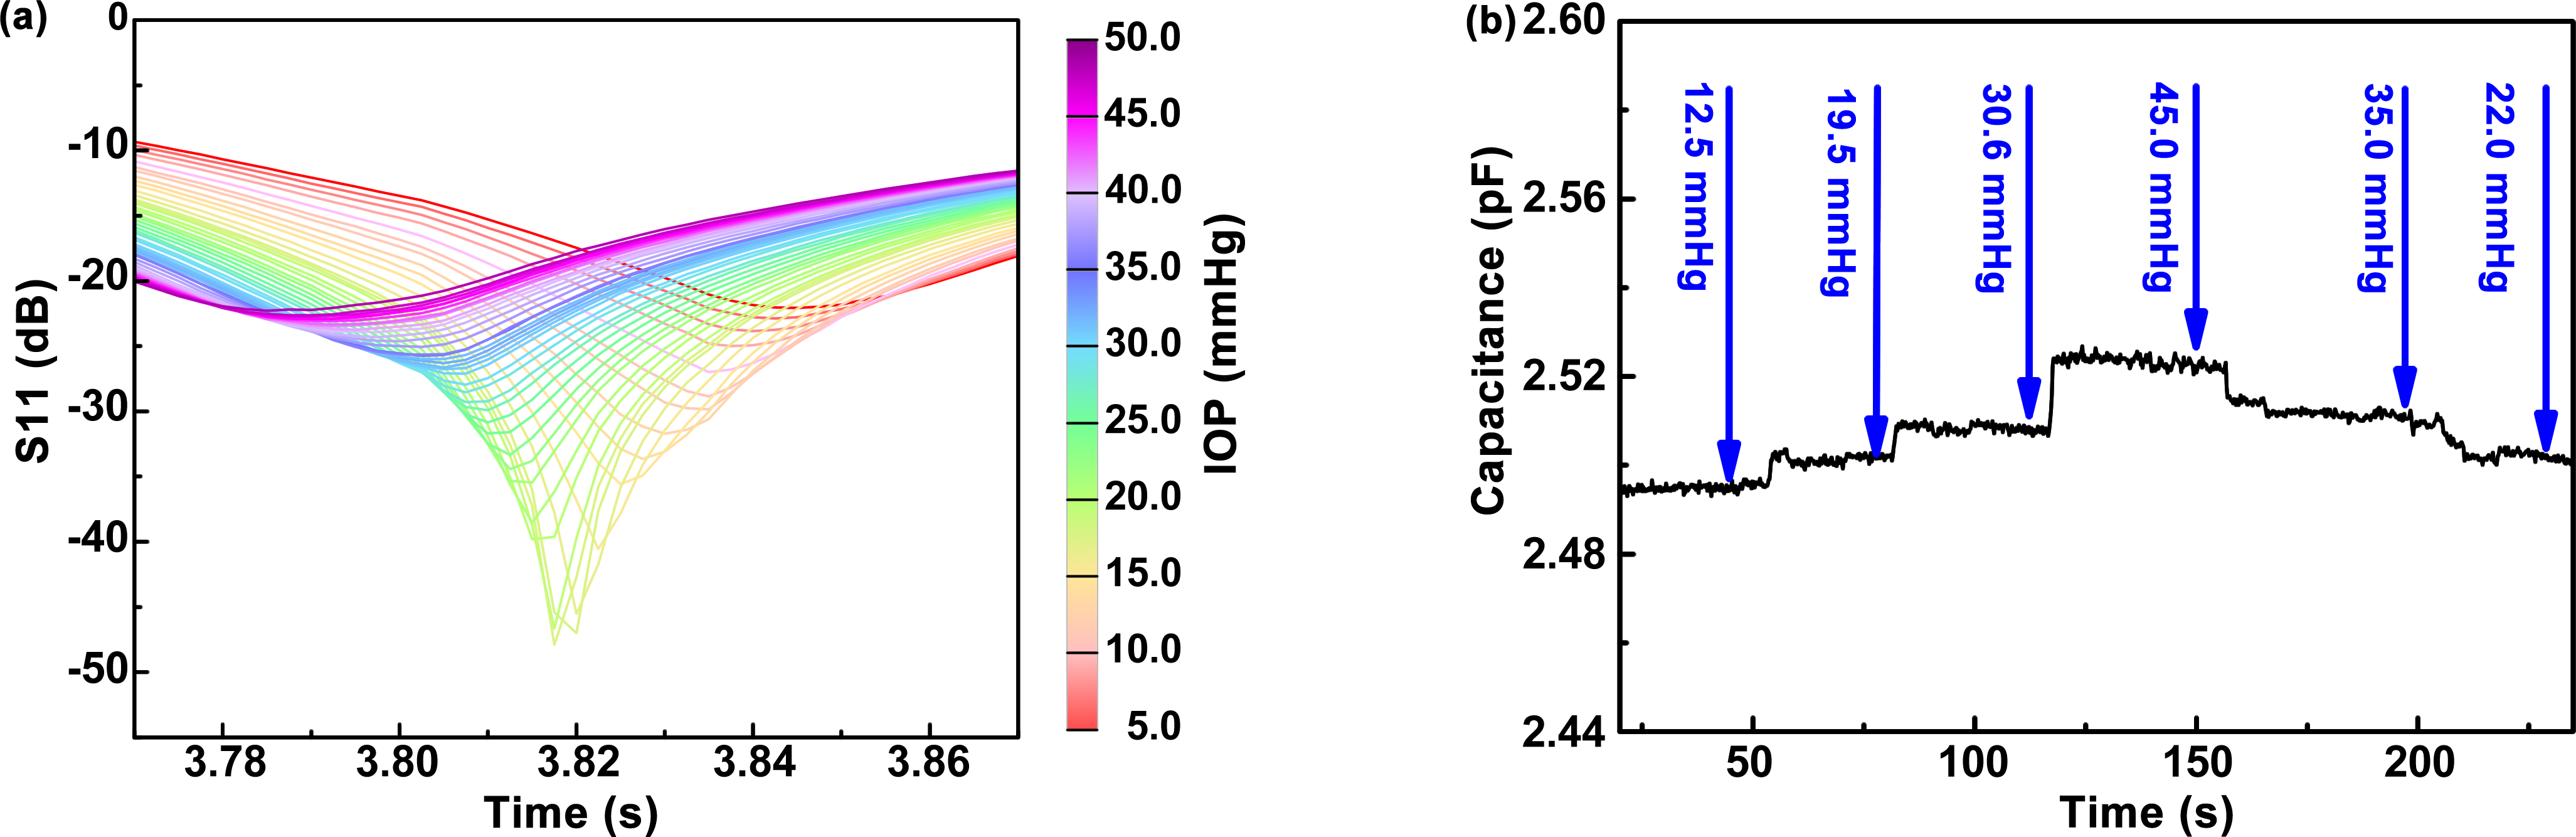 (a)
0
-10
-20
-30
-40
-50
S11 (dB)
3.78 3.80 3.82 3.84 3.86
Time (s)
50.0
45.0
40.0
35.0
30.0
25.0
20.0
15.0
10.0
5.0
IOP (mmHg)
(b)
2.60
2.56
2.52
2.48
2.44
Capacitance (pF)
12.5 mmHg
19.5 mmHg
30.6 mmHg
45.0 mmHg
35.0 mmHg
22.0 mmHg
50 100 150 200
Time (s)